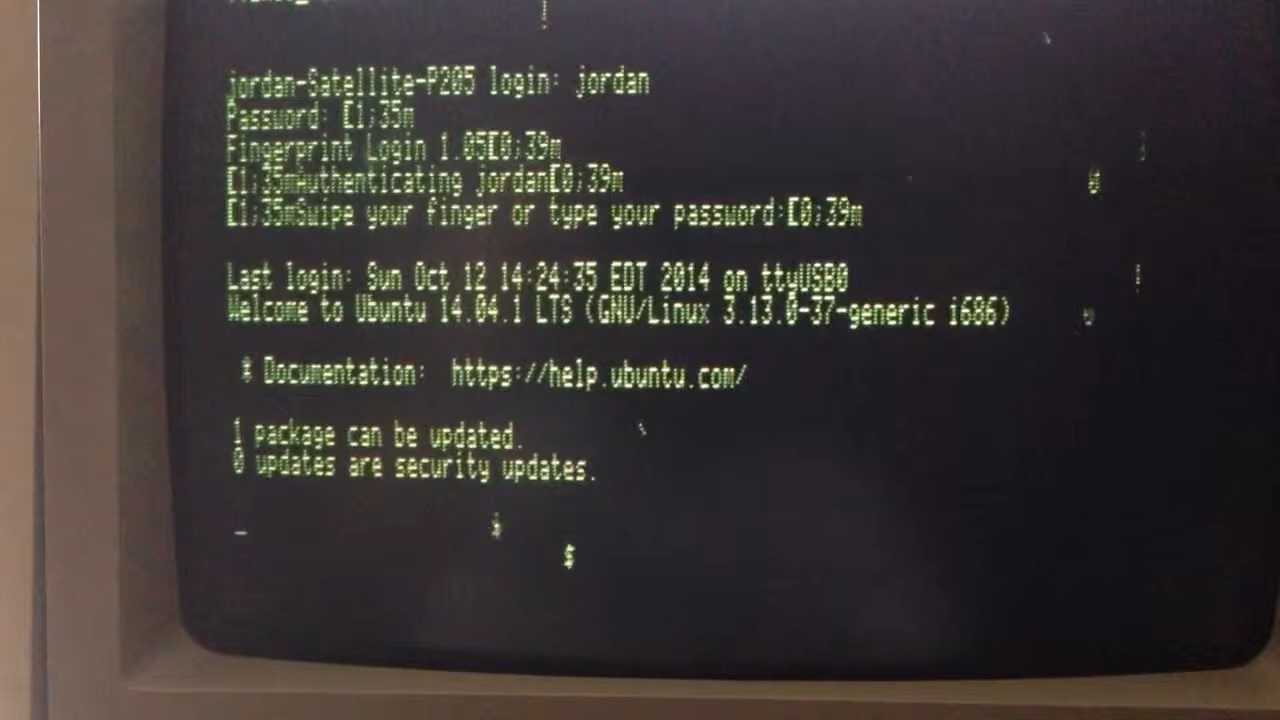 jordan-Satellite-P205 login: jordan
Password: [1;35m
Fingerprint Login 1.05[0;39m
[1;35mAuthenticating jordan[0;39m
[1;35mSwipe your finger or type your password:[0;39m
Last login: Sun Oct 12 14:24:35 EDT 2014 on ttyUSB0
Welcome to Ubuntu 14.04.1 LTS (GNU/Linux 3.13.0-37-generic i686)
* Documentation:  https://help.ubuntu.com/
1 package can be updated.
0 updates are security updates.
_
$